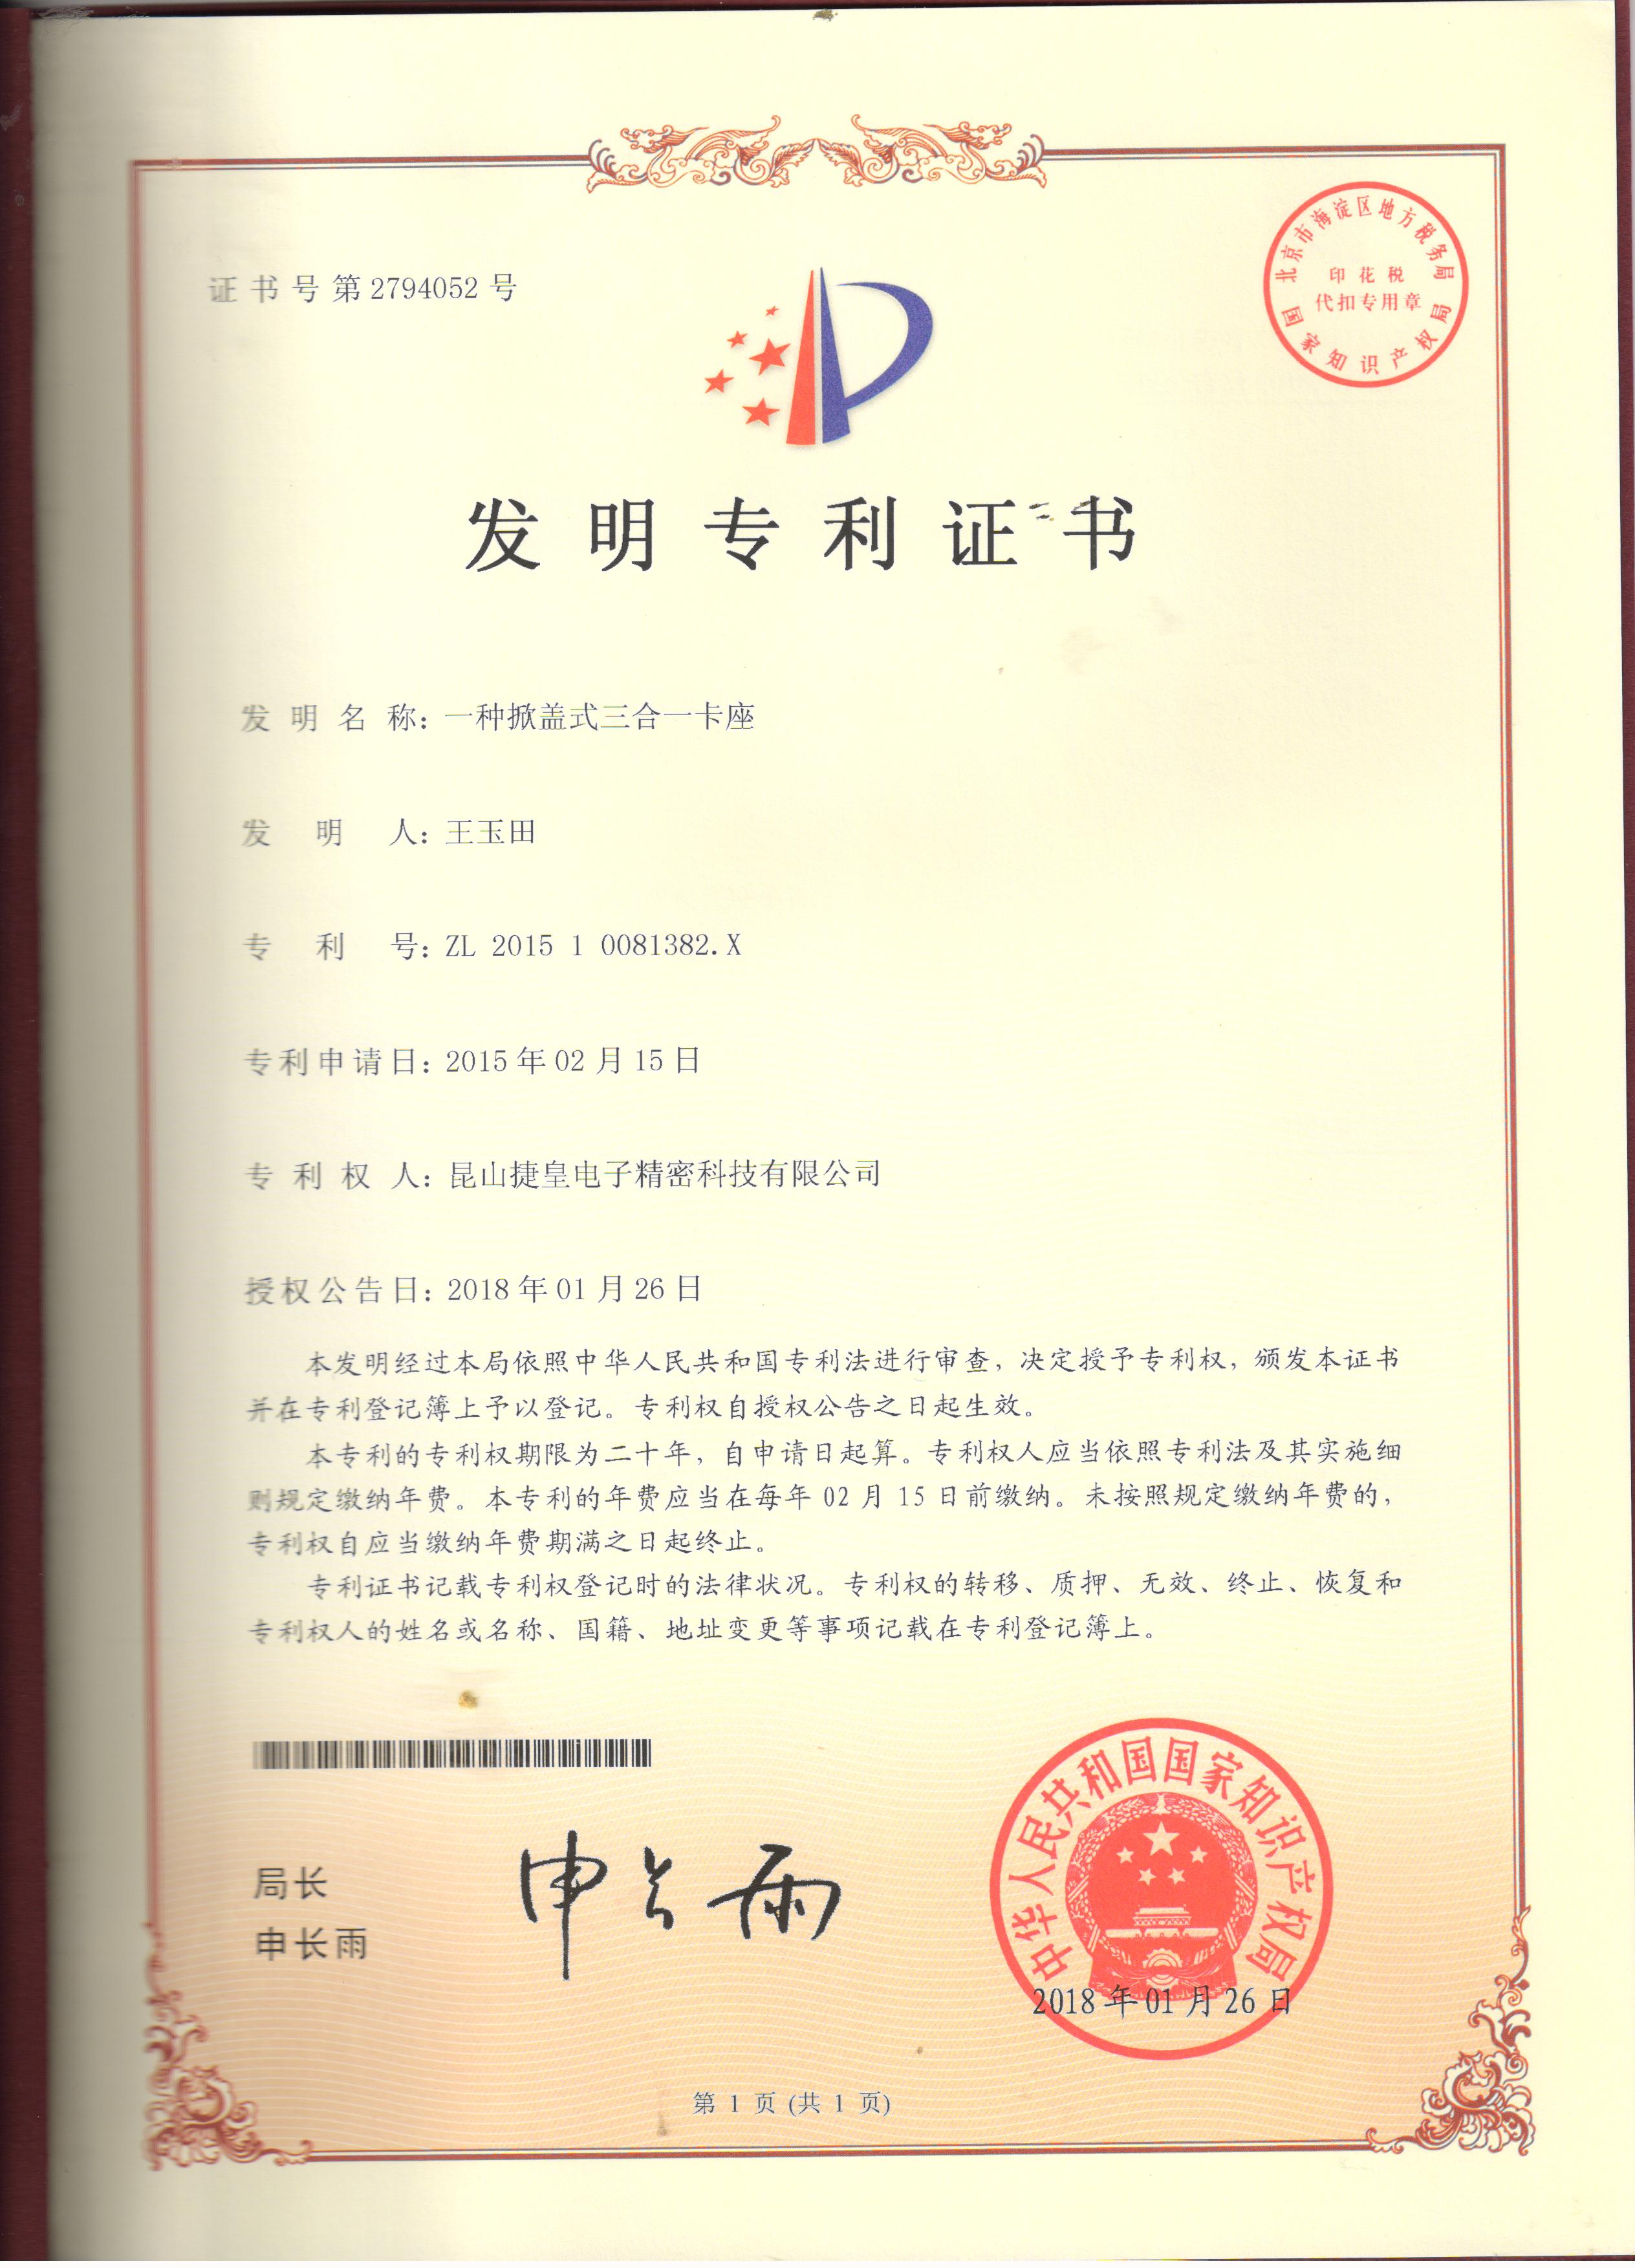 证书号第2794052号
北京市海淀区地方税务局
印花税
代扣专用章
国家知识产权局
发明专利证书
发明名称：一种掀盖式三合一卡座
发明人：王玉田
专利号：ZL 2015 1 0081382.X
专利申请日：2015年02月15日
专利权人：昆山捷皇电子精密科技有限公司
授权公告日：2018年01月26日
本发明经过本局依照中华人民共和国专利法进行审查，决定授予专利权，颁发本证书
并在专利登记簿上予以登记。专利权自授权公告之日起生效。
本专利的专利权期限为二十年，自申请日起算。专利权人应当依照专利法及其实施细
则规定缴纳年费。本专利的年费应当在每年02月15日前缴纳。未按照规定缴纳年费的，
专利权自应当缴纳年费期满之日起终止。
专利证书记载专利权登记时的法律状况。专利权的转移、质押、无效、终止、恢复和
专利权人的姓名或名称、国籍、地址变更等事项记载在专利登记簿上。
局长
申长雨
申长雨
中华人民共和国国家知识产权局
2018年01月26日
第 1 页 (共 1 页)